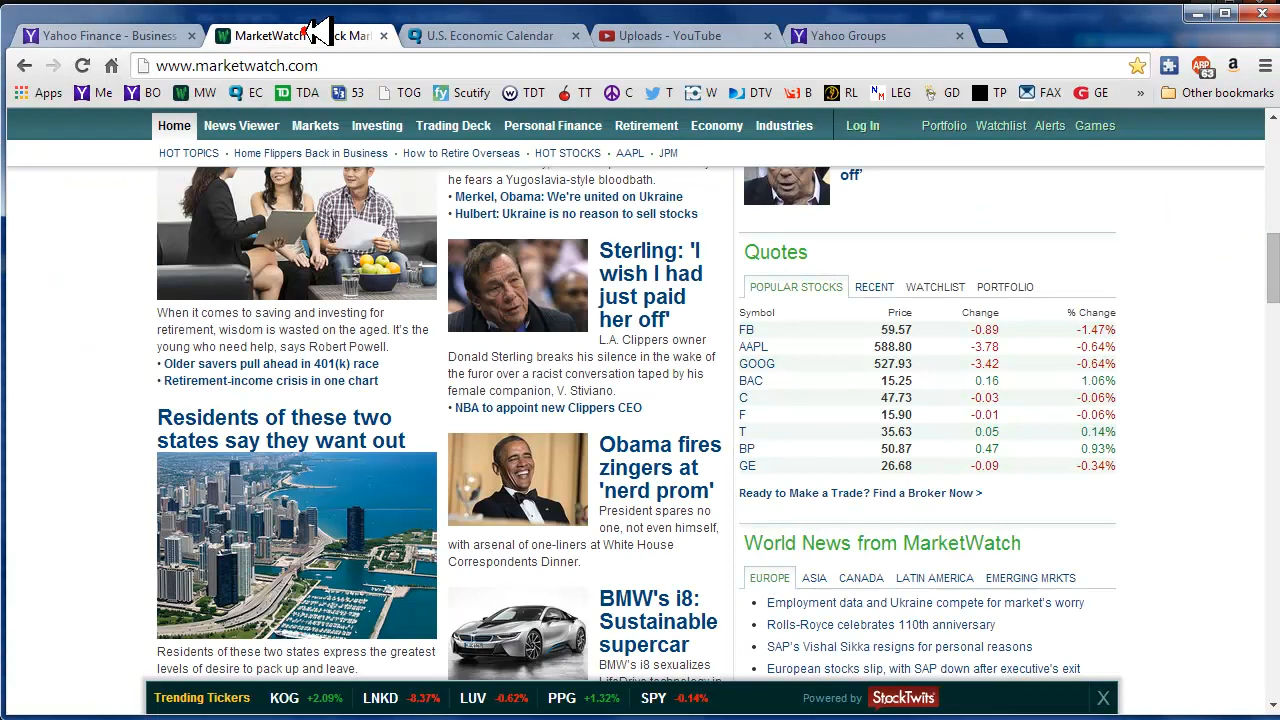 Yahoo Finance - Business
MarketWatch
ck Mar
U.S. Economic Calendar
Uploads - YouTube
Yahoo Groups
www.marketwatch.com
ABP
63
Apps
Me
BO
MW
EC
TDA
53
TOG
Scotify
TDT
TT
C
T
W
DTV
B
RL
LEG
GD
TP
FAX
GE
»
Other bookmarks
Home
News Viewer
Markets
Investing
Trading Deck
Personal Finance
Retirement
Economy
Industries
Log In
Portfolio
Watchlist
Alerts
Games
HOT TOPICS · Home Flippers Back in Business · How to Retire Overseas · HOT STOCKS · AAPL · JPM
When it comes to saving and investing for
retirement, wisdom is wasted on the aged. It's the
young who need help, says Robert Powell.
• Older savers pull ahead in 401(k) race
• Retirement-income crisis in one chart
Residents of these two
states say they want out
Residents of these two states express the greatest
levels of desire to pack up and leave.
he fears a Yugoslavia-style bloodbath.
• Merkel, Obama: We're united on Ukraine
• Hulbert: Ukraine is no reason to sell stocks
Sterling: 'I
wish I had
just paid
her off'
L.A. Clippers owner
Donald Sterling breaks his silence in the wake of
the furor over a racist conversation taped by his
female companion, V. Stiviano.
• NBA to appoint new Clippers CEO
Obama fires
zingers at
'nerd prom'
President spares no
one, not even himself,
with arsenal of one-liners at White House
Correspondents Dinner.
BMW's i8:
Sustainable
supercar
BMW's i8 sexualizes
LifeDrive technology in
off'
Quotes
POPULAR STOCKS
RECENT
WATCHLIST
PORTFOLIO
Symbol Price Change % Change
FB 59.57 -0.89 -1.47%
AAPL 588.80 -3.78 -0.64%
GOOG 527.93 -3.42 -0.64%
BAC 15.25 0.16 1.06%
C 47.73 -0.03 -0.06%
F 15.90 -0.01 -0.06%
T 35.63 0.05 0.14%
BP 50.87 0.47 0.93%
GE 26.68 -0.09 -0.34%
Ready to Make a Trade? Find a Broker Now >
World News from MarketWatch
EUROPE
ASIA
CANADA
LATIN AMERICA
EMERGING MRKTS
• Employment data and Ukraine compete for market's worry
• Rolls-Royce celebrates 110th anniversary
• SAP's Vishal Sikka resigns for personal reasons
• European stocks slip, with SAP down after executive's exit
Trending Tickers
KOG +2.09%
LNKD -8.37%
LUV -0.62%
PPG +1.32%
SPY -0.14%
Powered by STOCKTWITS
X